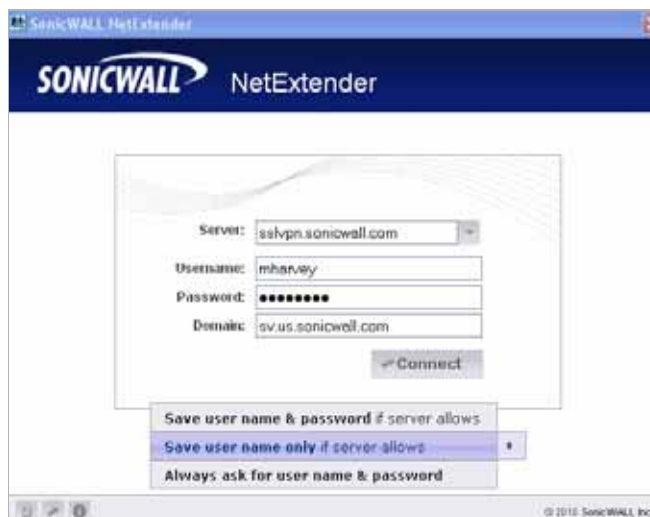 SonicWALL NetExtender
SONICWALL NetExtender
Server: sslvpn.sonicwall.com
Username: mharvey
Password: ●●●●●●●●
Domain: sv.us.sonicwall.com
Connect
Save user name & password if server allows
Save user name only if server allows
Always ask for user name & password
© 2010 SonicWALL, Inc